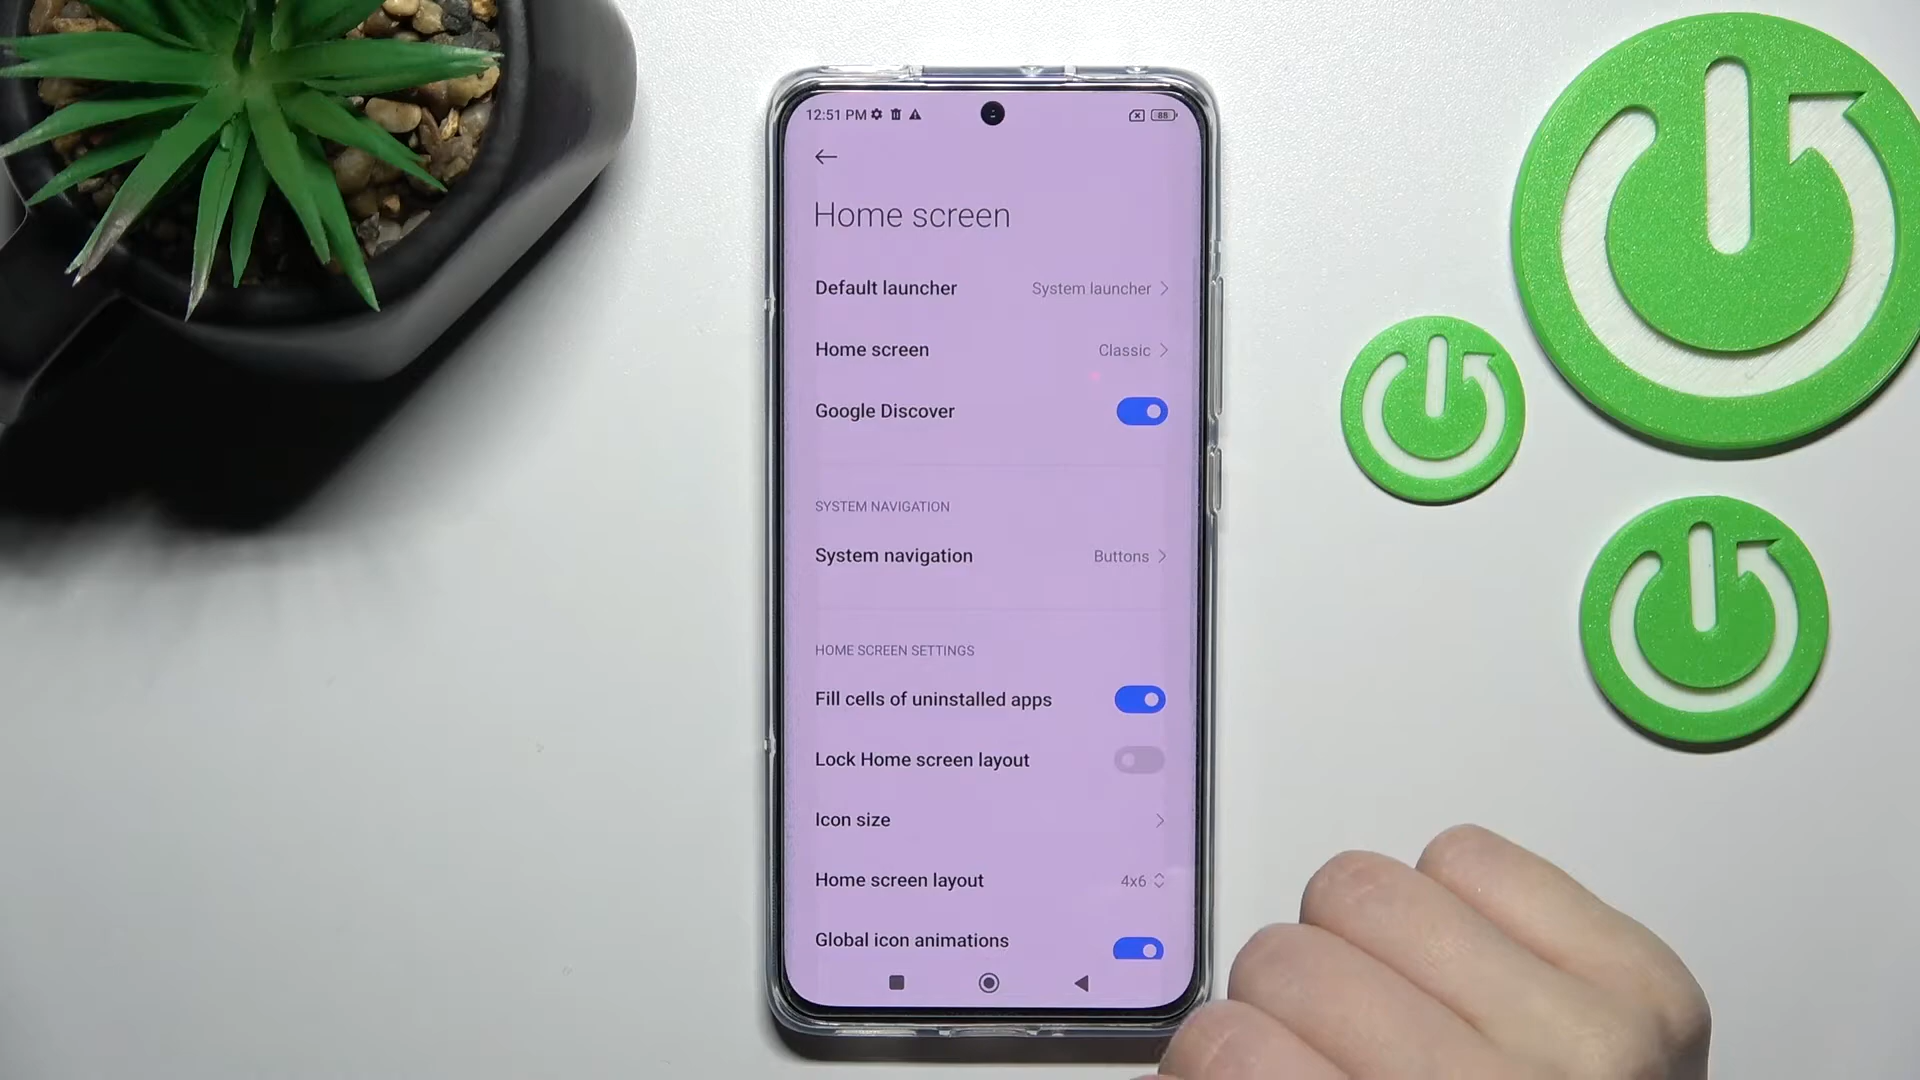 12:51 PM 88
Home screen
Default launcher System launcher
Home screen Classic
Google Discover
SYSTEM NAVIGATION
System navigation Buttons
HOME SCREEN SETTINGS
Fill cells of uninstalled apps
Lock Home screen layout
Icon size
Home screen layout 4x6
Global icon animations